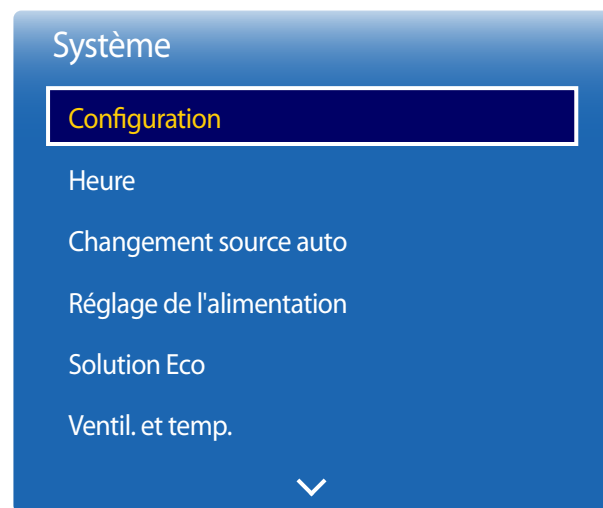 Système
Configuration
Heure
Changement source auto
Réglage de l'alimentation
Solution Eco
Ventil. et temp.